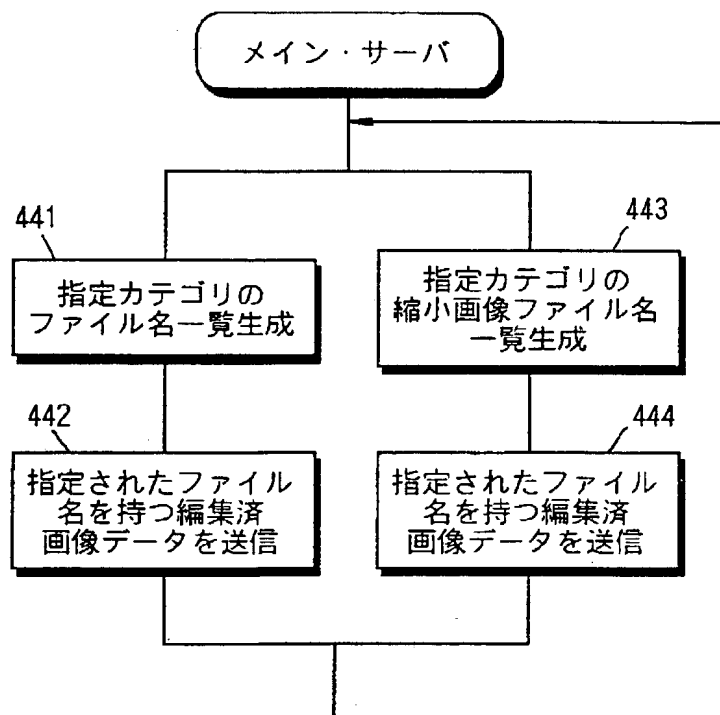 メイン・サーバ
441
指定カテゴリの
ファイル名一覧生成
443
指定カテゴリの
縮小画像ファイル名
一覧生成
442
指定されたファイル
名を持つ編集済
画像データを送信
444
指定されたファイル
名を持つ編集済
画像データを送信